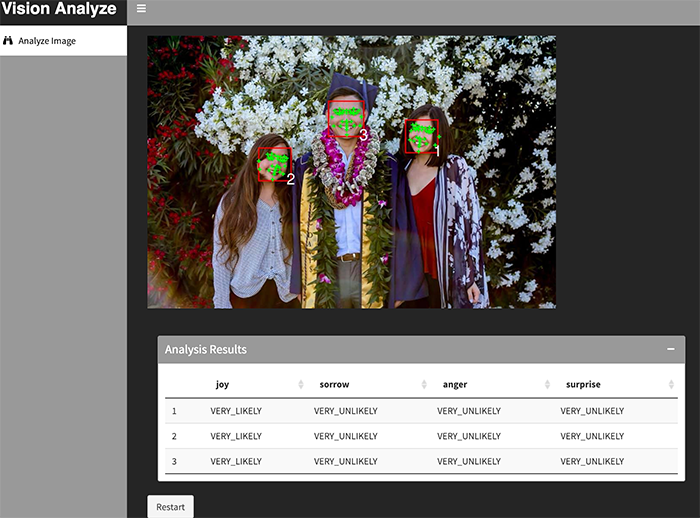 Vision Analyze
Analyze Image
3
1
2
Analysis Results
joy sorrow anger surprise
1 VERY_LIKELY VERY_UNLIKELY VERY_UNLIKELY VERY_UNLIKELY
2 VERY_LIKELY VERY_UNLIKELY VERY_UNLIKELY VERY_UNLIKELY
3 VERY_LIKELY VERY_UNLIKELY VERY_UNLIKELY VERY_UNLIKELY
Restart